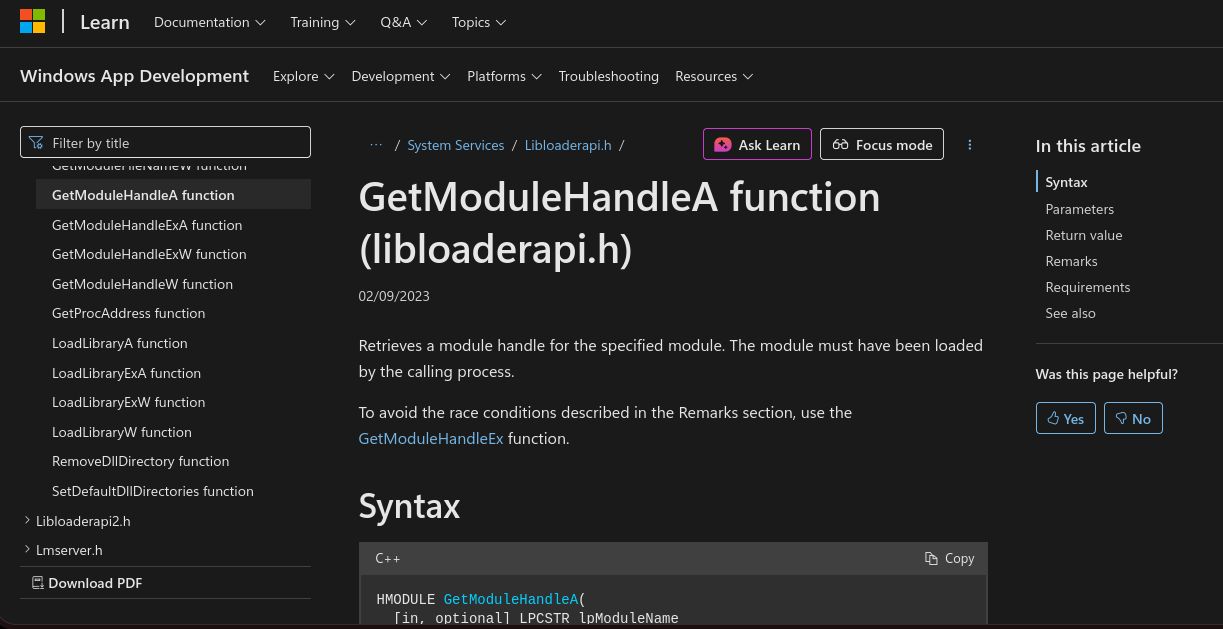 Learn Documentation Training Q&A Topics
Windows App Development Explore Development Platforms Troubleshooting Resources
Filter by title
GetModuleFileNameW function
GetModuleHandleA function
GetModuleHandleExA function
GetModuleHandleExW function
GetModuleHandleW function
GetProcAddress function
LoadLibraryA function
LoadLibraryExA function
LoadLibraryExW function
LoadLibraryW function
RemoveDllDirectory function
SetDefaultDllDirectories function
Libloaderapi2.h
Lmserver.h
Download PDF
... / System Services / Libloaderapi.h /
Ask Learn
Focus mode
GetModuleHandleA function
(libloaderapi.h)
02/09/2023
Retrieves a module handle for the specified module. The module must have been loaded
by the calling process.
To avoid the race conditions described in the Remarks section, use the
GetModuleHandleEx function.
Syntax
C++
Copy
HMODULE GetModuleHandleA(
[in, optional] LPCSTR lpModuleName
In this article
Syntax
Parameters
Return value
Remarks
Requirements
See also
Was this page helpful?
Yes
No